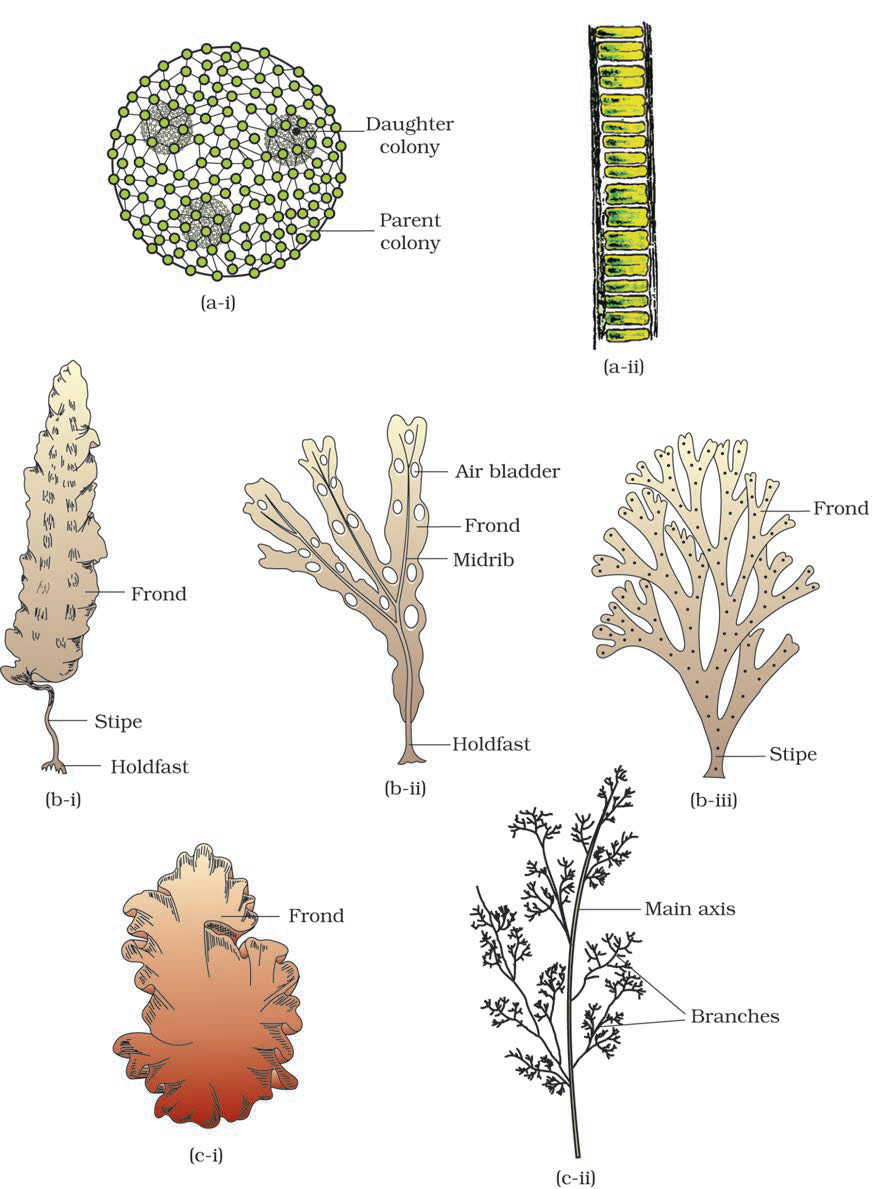 Daughter
colony
Parent
colony
(a-i)
(a-ii)
Air bladder
Frond
Midrib
Frond
Frond
Stipe
Holdfast
Holdfast
Stipe
(b-i)
(b-ii)
(b-iii)
Frond
Main axis
Branches
(c-i)
(c-ii)